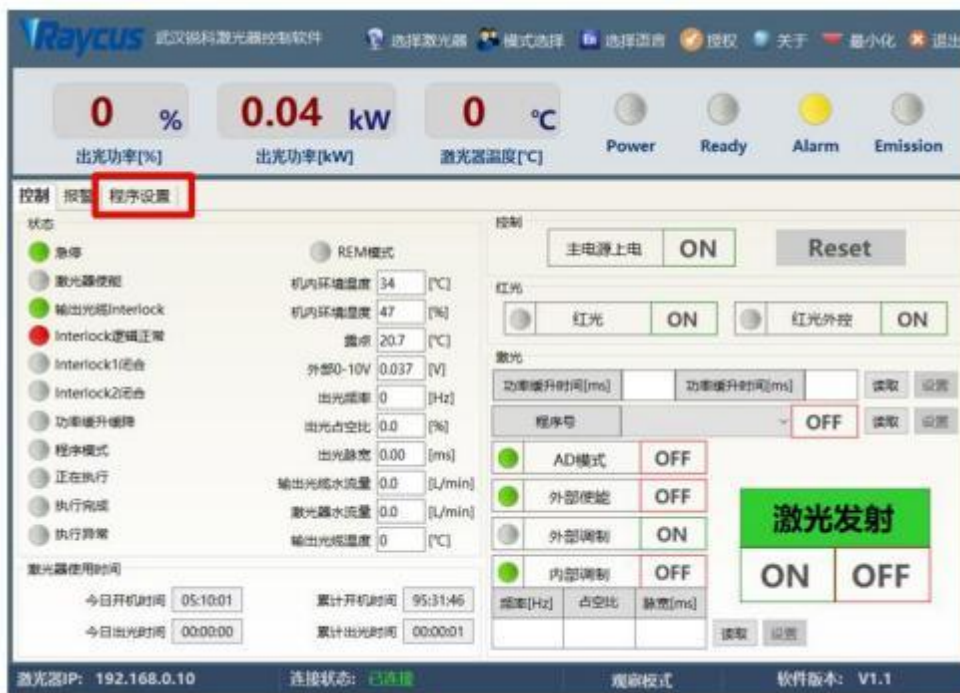 Raycus 武汉锐科激光器控制软件 选择激光器 模式选择 En 选择语言 授权 关于 最小化 退出
0 % 0.04 kW 0 ℃
出光功率[%] 出光功率[kW] 激光器温度[℃] Power Ready Alarm Emission
控制 报警 程序设置
状态
急停 REM模式
激光器使能 机内环境温度 34 [℃]
输出光缆Interlock 机内环境湿度 47 [%]
Interlock逻辑正常 露点 20.7 [℃]
Interlock1闭合 外部0-10V 0.037 [V]
Interlock2闭合 出光频率 0 [Hz]
功率缓升缓降 出光占空比 0.0 [%]
程序模式 出光脉宽 0.00 [ms]
正在执行 输出光缆水流量 0.0 [L/min]
执行完成 激光器水流量 0.0 [L/min]
执行异常 输出光缆温度 0 [℃]
激光器使用时间
今日开机时间 05:10:01 累计开机时间 95:31:46
今日出光时间 00:00:00 累计出光时间 00:00:01
控制
主电源上电 ON Reset
红光
红光 ON 红光外控 ON
激光
功率缓升时间[ms] 功率缓升时间[ms] 读取 设置
程序号 OFF 读取 设置
AD模式 OFF
外部使能 OFF
外部调制 ON
内部调制 OFF
激光发射
ON OFF
频率[Hz] 占空比 脉宽[ms]
读取 设置
激光器IP: 192.168.0.10 连接状态: 已连接 观察模式 软件版本: V1.1